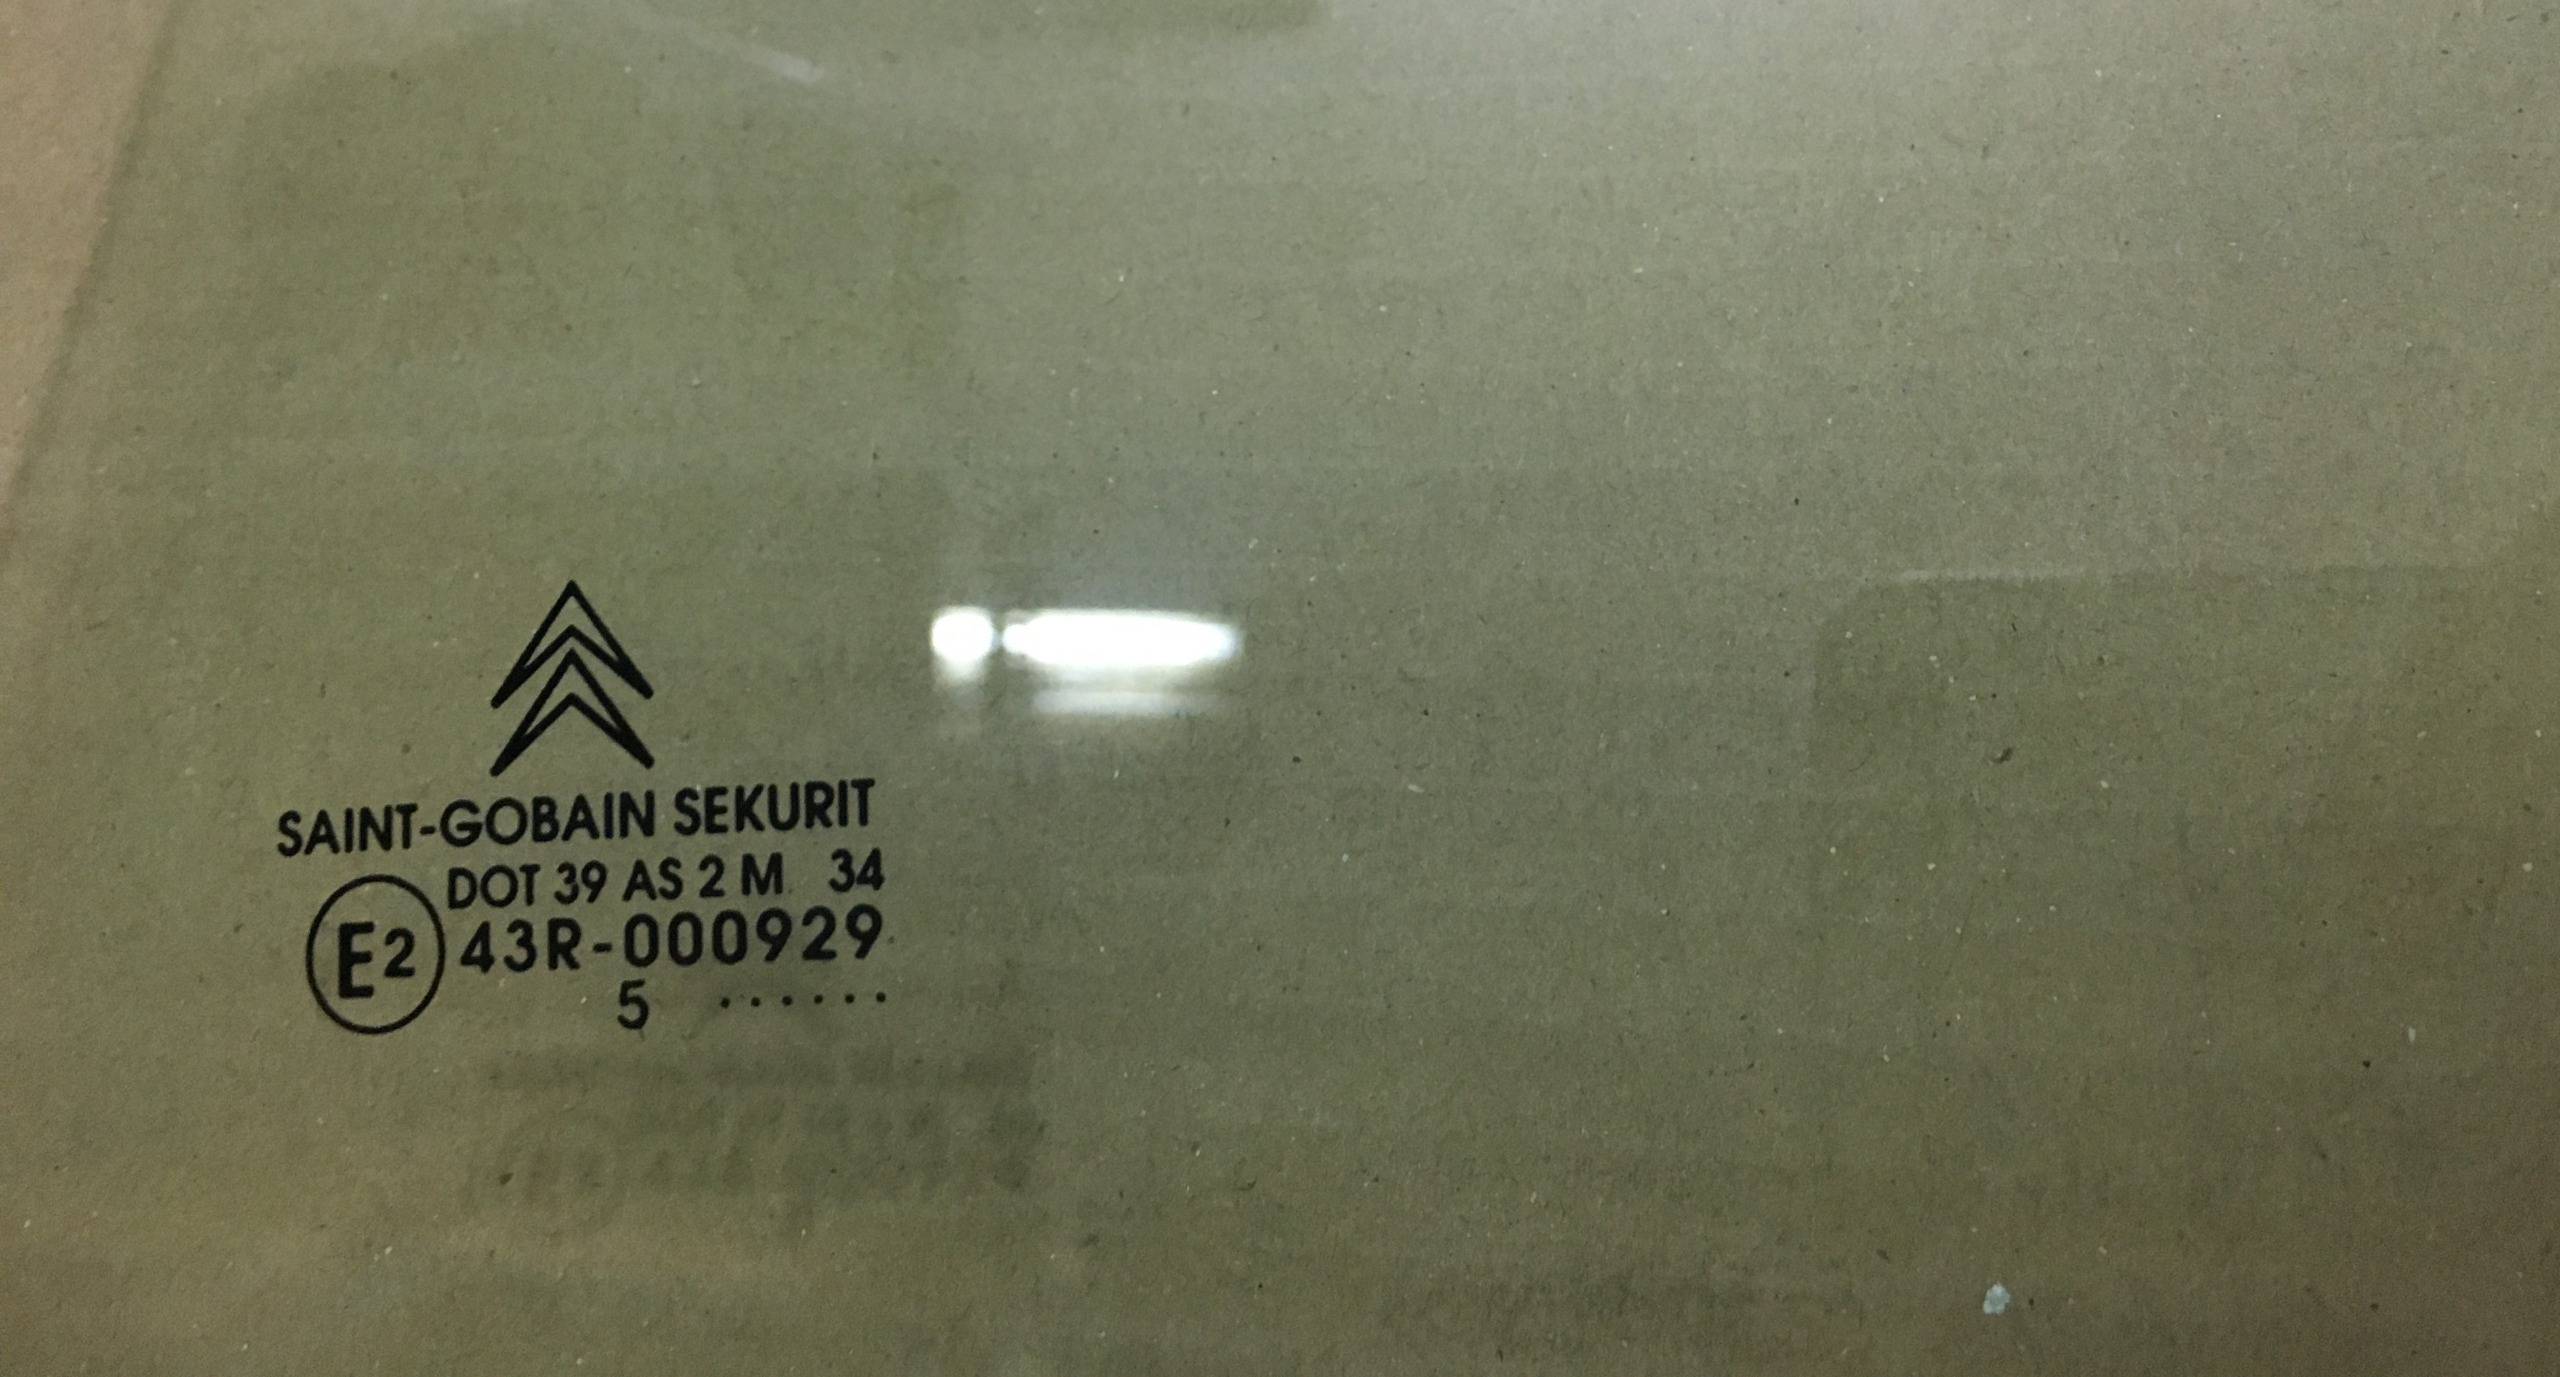 SAINT-GOBAIN SEKURIT
DOT 39 AS 2 M 34
E2 43R-000929
5 ······